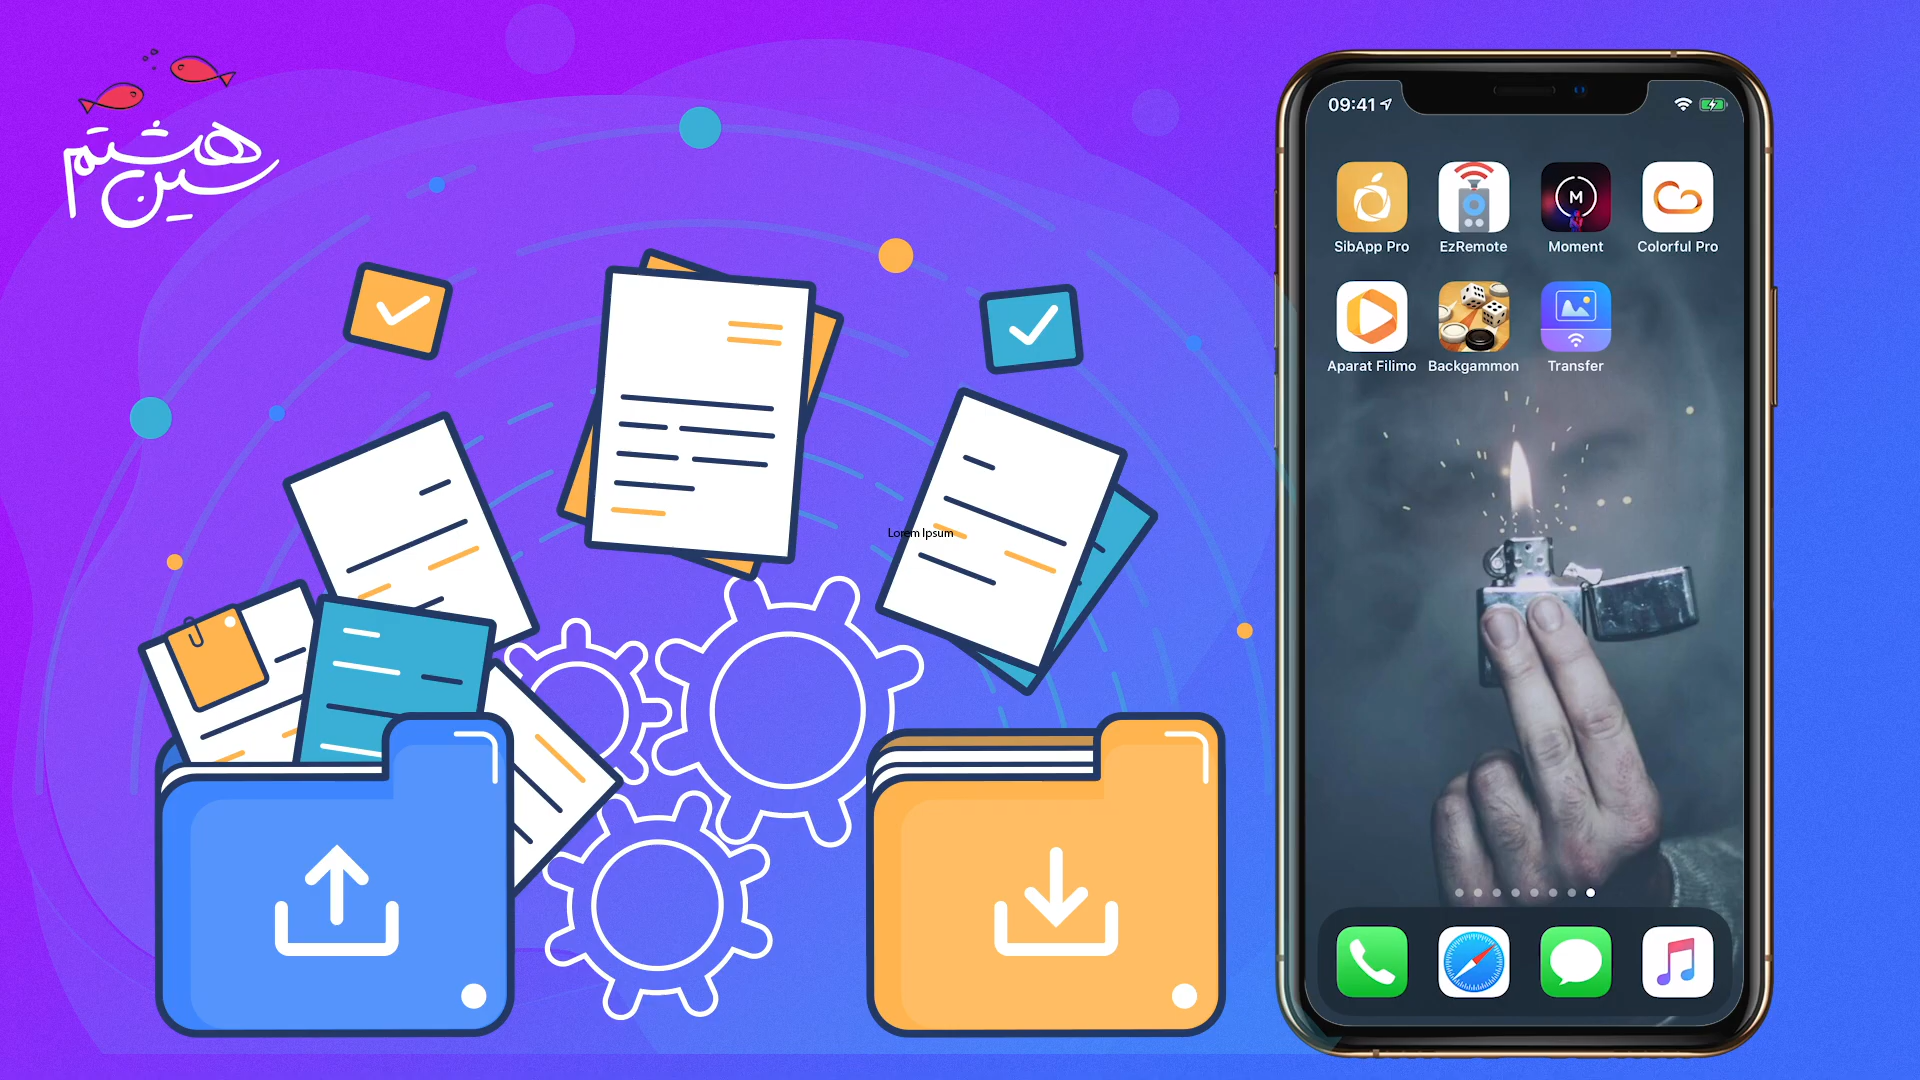 هشتم
سین
09:41
SibApp Pro
EzRemote
Moment
Colorful Pro
M
Aparat Filimo
Backgammon
Transfer
Lorem Ipsum